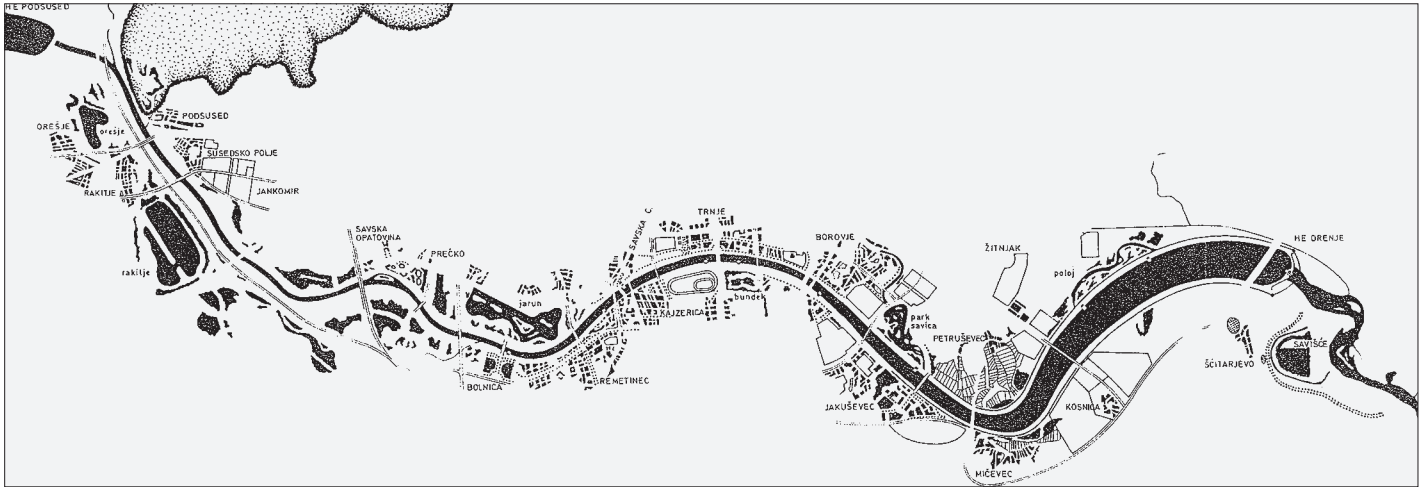 HE PODSUSED
PODSUSED
OREŠJE
orešje
SUSEDSKO POLJE
RAKITJE
JANKOMIR
rakitje
SAVSKA
OPATOVINA
PREČKO
jarun
BOLNICA
REMETINEC
SAVSKA C
TRNJE
KAJZERICA
bundek
BOROVJE
park
savica
PETRUŠEVEC
JAKUŠEVEC
MIČEVEC
ŽITNJAK
poloj
KOSNICA
HE DRENJE
ŠĆITARJEVO
SAVIŠĆE